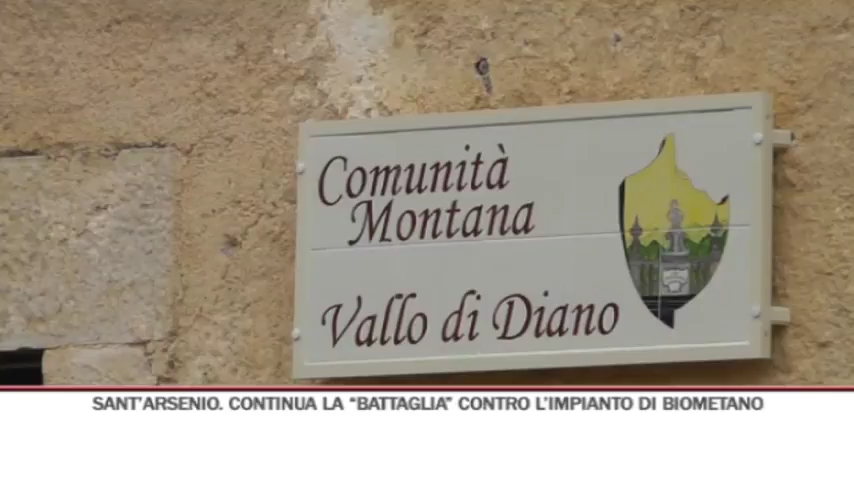 Comunità
Montana
Vallo di Diano
SANT'ARSENIO. CONTINUA LA "BATTAGLIA" CONTRO L'IMPIANTO DI BIOMETANO